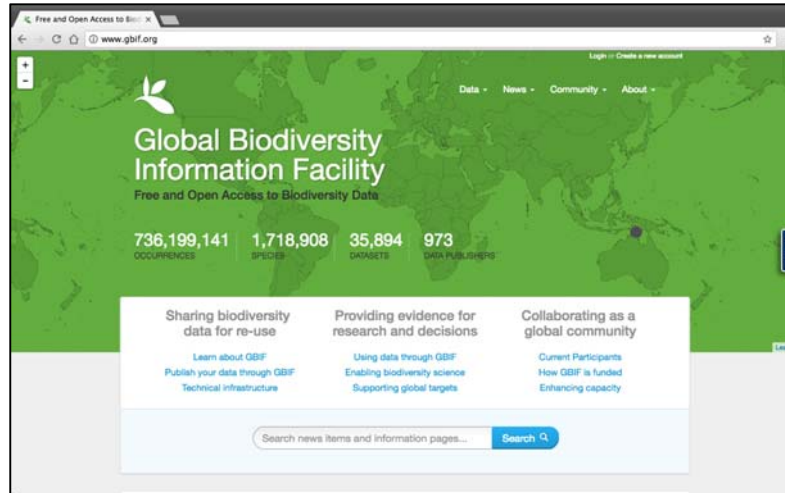 Free and Open Access to Biod
www.gbif.org
Login or Create a new account
+
-
Data
News
Community
About
Global Biodiversity
Information Facility
Free and Open Access to Biodiversity Data
736,199,141
OCCURRENCES
1,718,908
SPECIES
35,894
DATASETS
973
DATA PUBLISHERS
Sharing biodiversity
data for re-use
Learn about GBIF
Publish your data through GBIF
Technical infrastructure
Providing evidence for
research and decisions
Using data through GBIF
Enabling biodiversity science
Supporting global targets
Collaborating as a
global community
Current Participants
How GBIF is funded
Enhancing capacity
Search news items and information pages...
Search